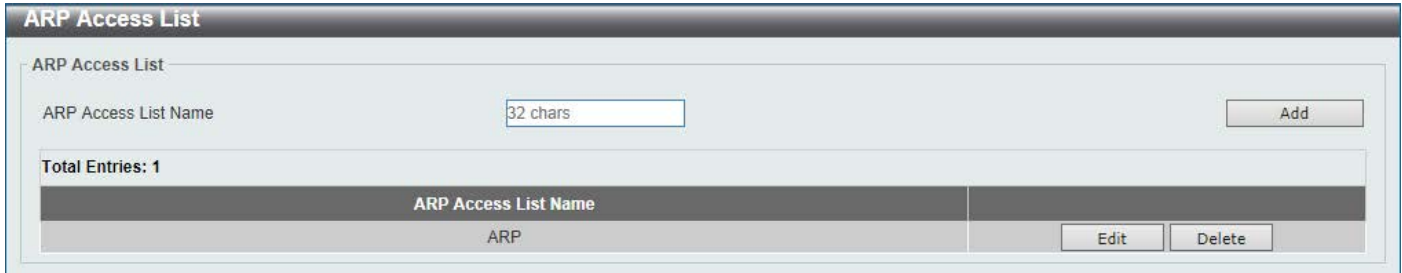 ARP Access List
ARP Access List
ARP Access List Name 32 chars Add
Total Entries: 1
ARP Access List Name
ARP Edit Delete